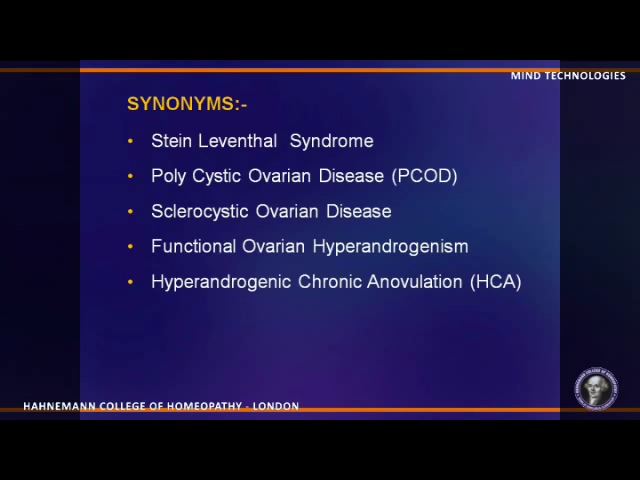 MIND TECHNOLOGIES
SYNONYMS:-
• Stein Leventhal Syndrome
• Poly Cystic Ovarian Disease (PCOD)
• Sclerocystic Ovarian Disease
• Functional Ovarian Hyperandrogenism
• Hyperandrogenic Chronic Anovulation (HCA)
HAHNEMANN COLLEGE OF HOMEOPATHY - LONDON